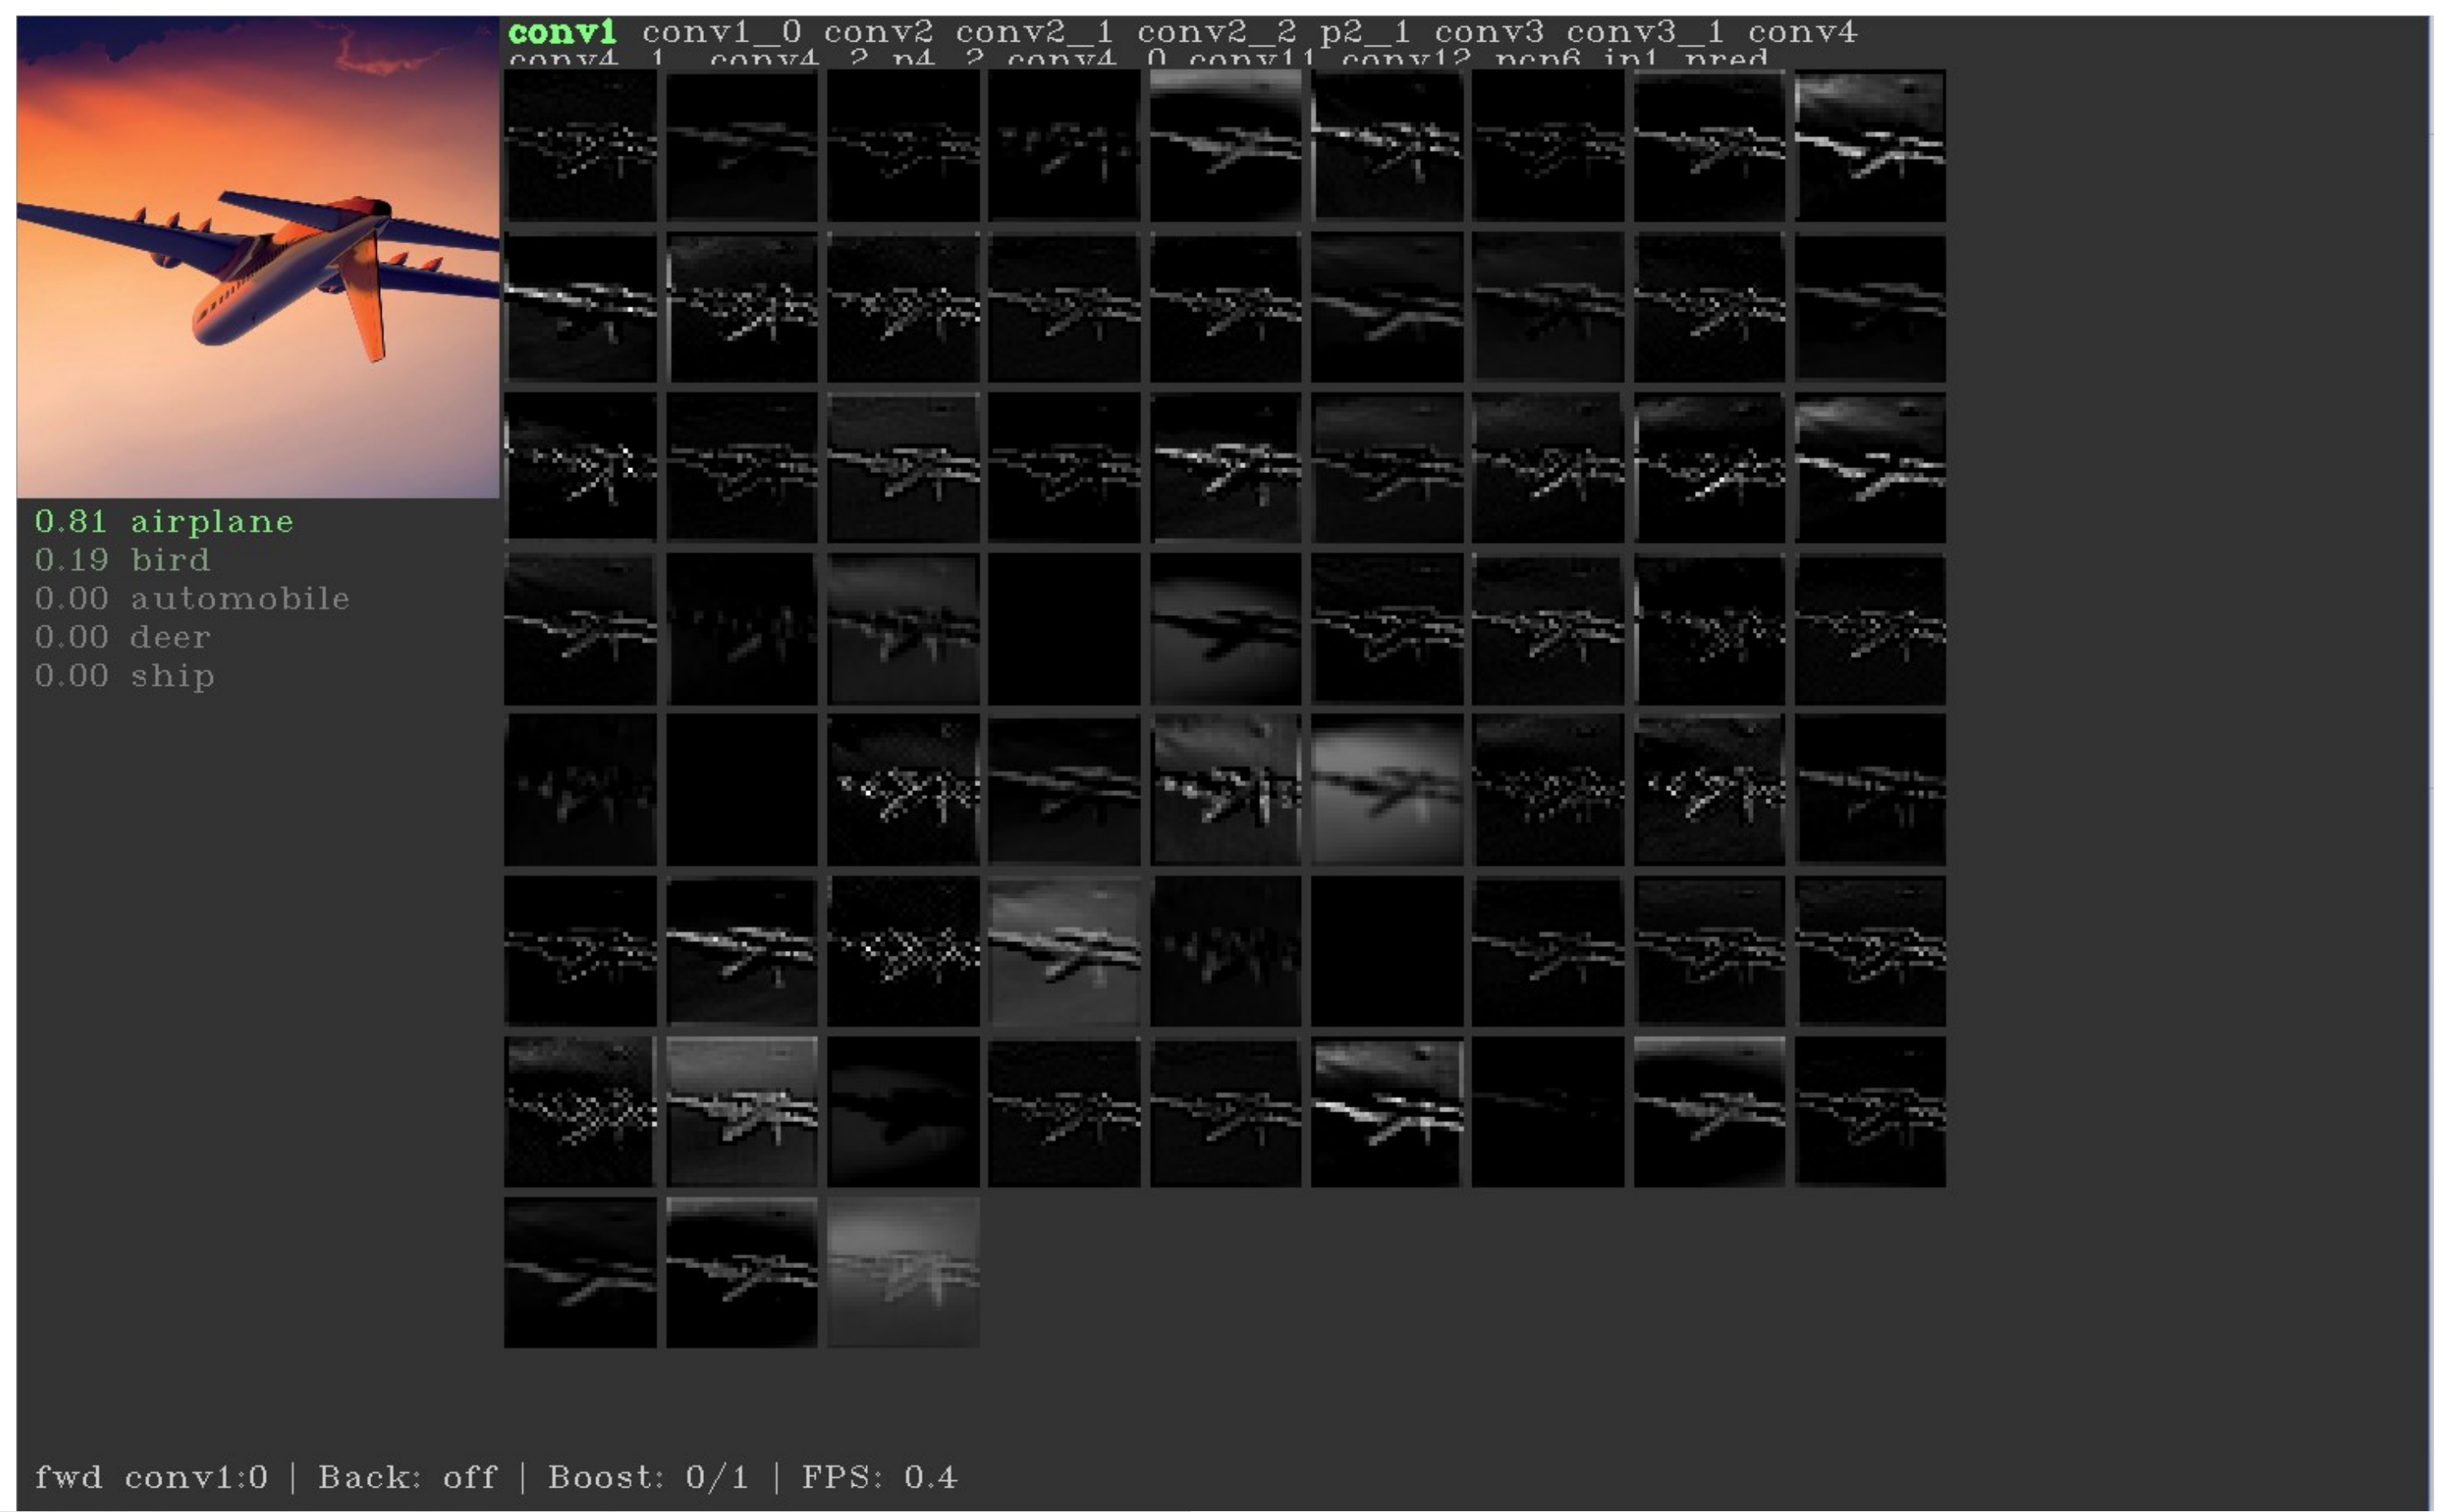 conv1 conv1_0 conv2 conv2_1 conv2_2 p2_1 conv3 conv3_1 conv4
conv4_1 conv4_2 p4_2 conv4_0 conv11 conv12 pcp6 ip1 pred
0.81 airplane
0.19 bird
0.00 automobile
0.00 deer
0.00 ship
fwd conv1:0 | Back: off | Boost: 0/1 | FPS: 0.4